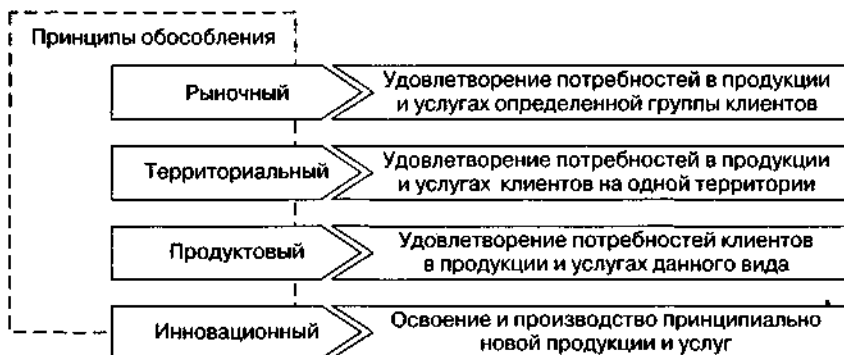 Принципы обособления
Рыночный
Удовлетворение потребностей в продукции
и услугах определенной группы клиентов
Территориальный
Удовлетворение потребностей в продукции
и услугах клиентов на одной территории
Продуктовый
Удовлетворение потребностей клиентов
в продукции и услугах данного вида
Инновационный
Освоение и производство принципиально
новой продукции и услуг